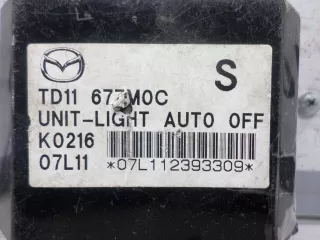 S
TD11 677M0C
UNIT-LIGHT AUTO OFF
K0216
07L11 *07L112393309*